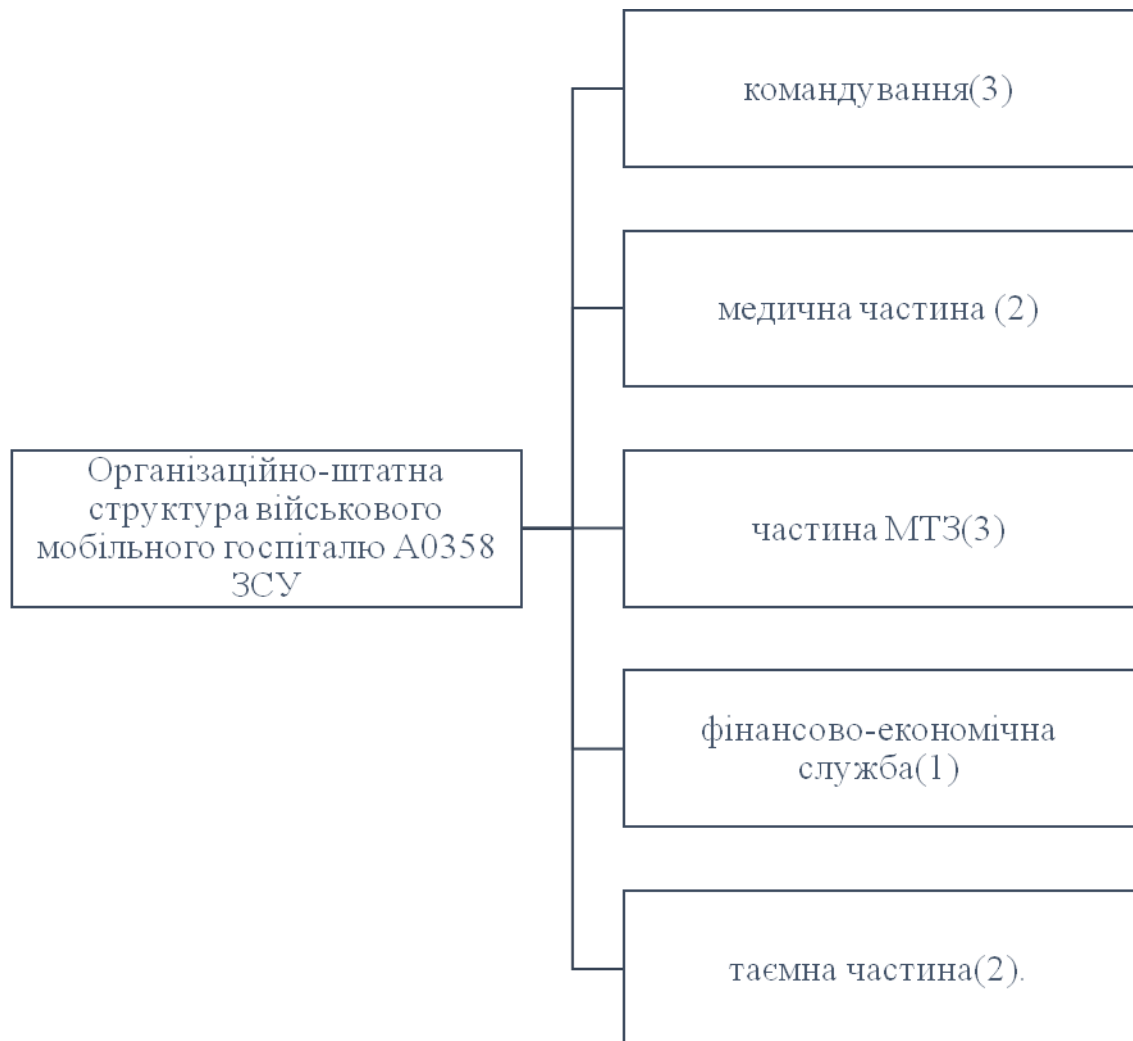 командування(3)
медична частина (2)
Організаційно-штатна
структура військового
мобільного госпіталю А0358
ЗСУ
частина МТЗ(3)
фінансово-економічна
служба(1)
таємна частина(2).